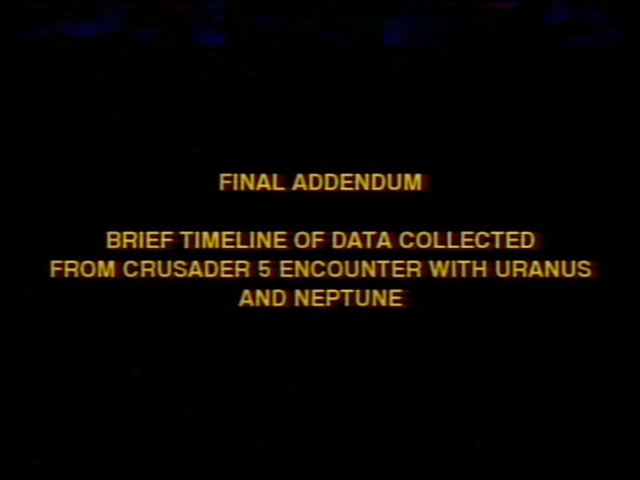 FINAL ADDENDUM
BRIEF TIMELINE OF DATA COLLECTED
FROM CRUSADER 5 ENCOUNTER WITH URANUS
AND NEPTUNE